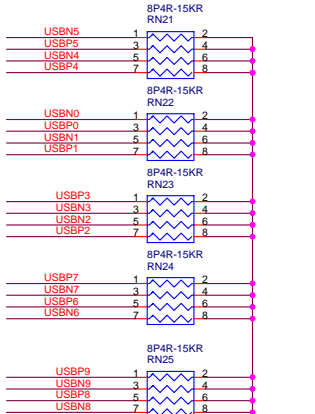 8P4R-15KR
RN21
USBN5 1 2
USBP5 3 4
USBN4 5 6
USBP4 7 8
8P4R-15KR
RN22
USBN0 1 2
USBP0 3 4
USBN1 5 6
USBP1 7 8
8P4R-15KR
RN23
USBP3 1 2
USBN3 3 4
USBN2 5 6
USBP2 7 8
8P4R-15KR
RN24
USBP7 1 2
USBN7 3 4
USBP6 5 6
USBN6 7 8
8P4R-15KR
RN25
USBP9 1 2
USBN9 3 4
USBP8 5 6
USBN8 7 8